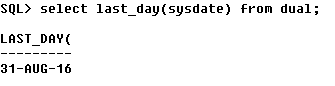 SQL> select last_day(sysdate) from dual;
LAST_DAY(
---------
31-AUG-16